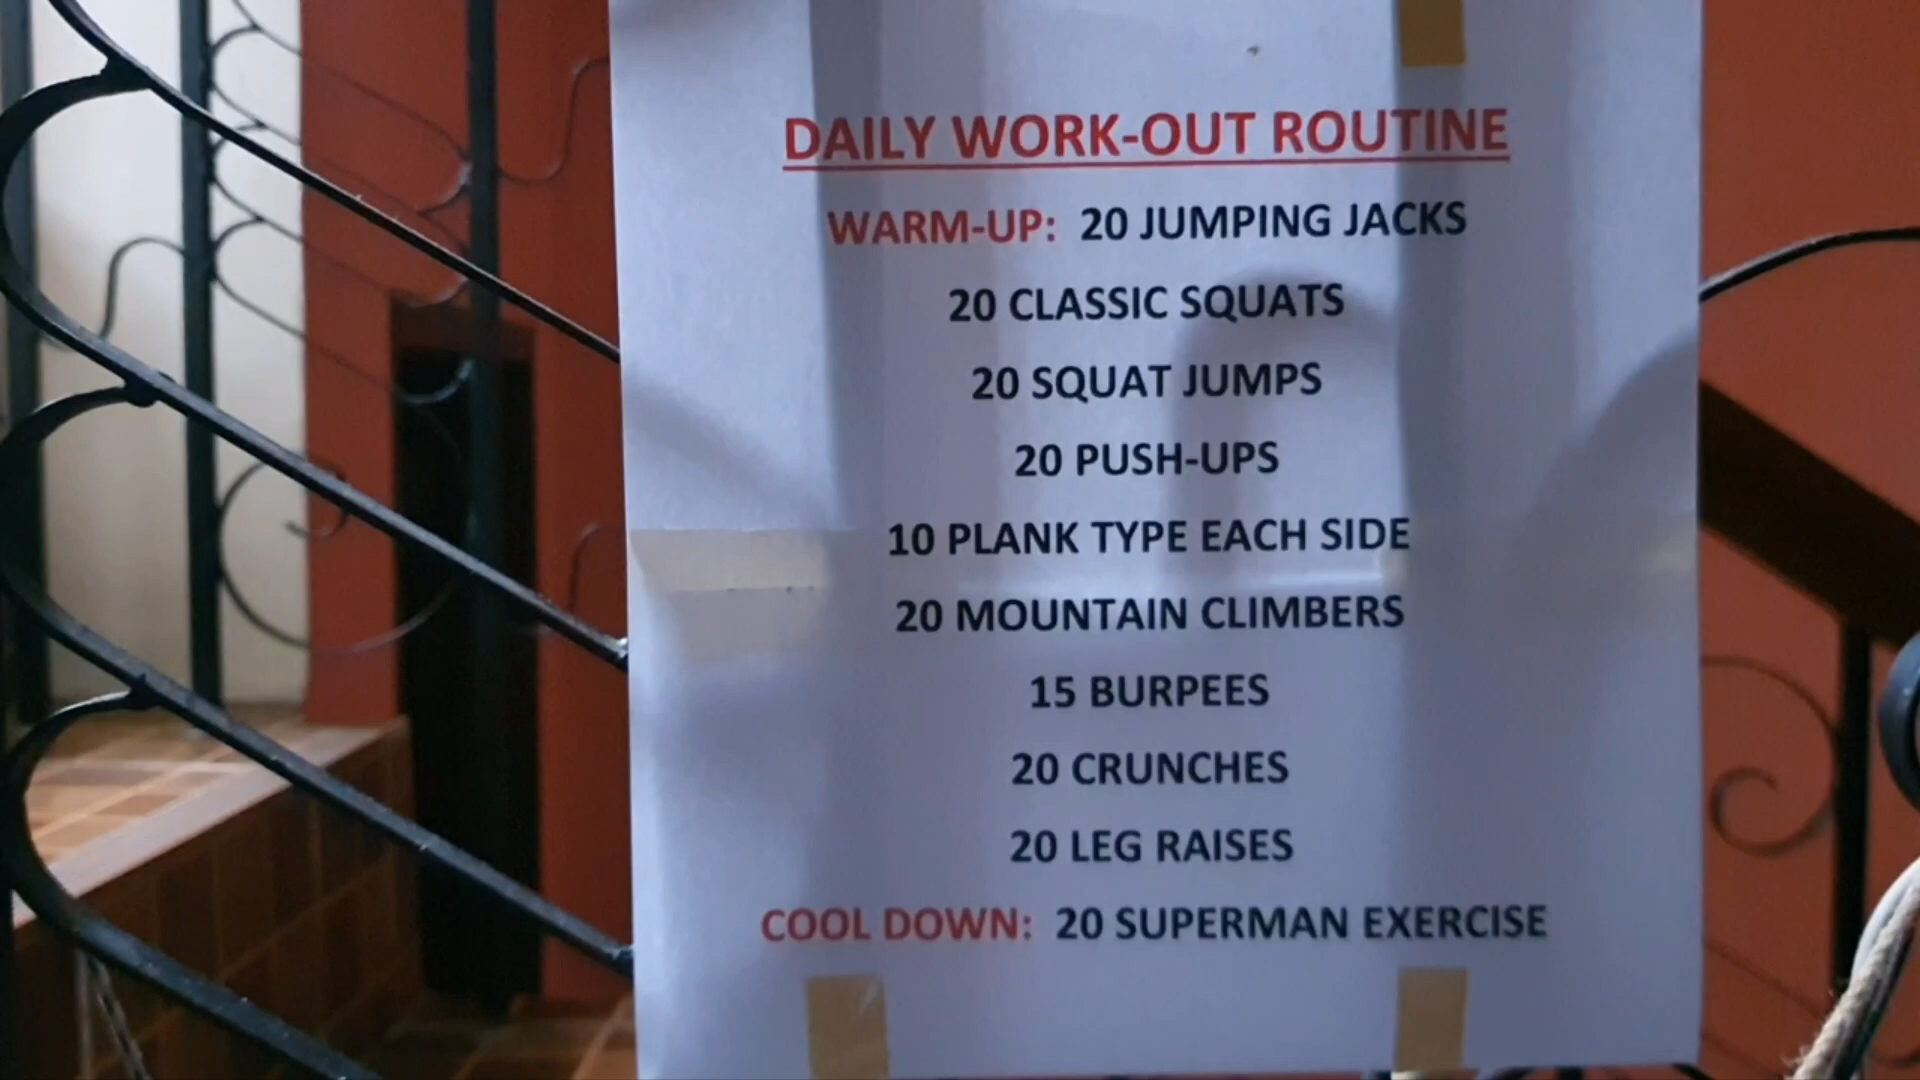 DAILY WORK-OUT ROUTINE
WARM-UP: 20 JUMPING JACKS
20 CLASSIC SQUATS
20 SQUAT JUMPS
20 PUSH-UPS
10 PLANK TYPE EACH SIDE
20 MOUNTAIN CLIMBERS
15 BURPEES
20 CRUNCHES
20 LEG RAISES
COOL DOWN: 20 SUPERMAN EXERCISE